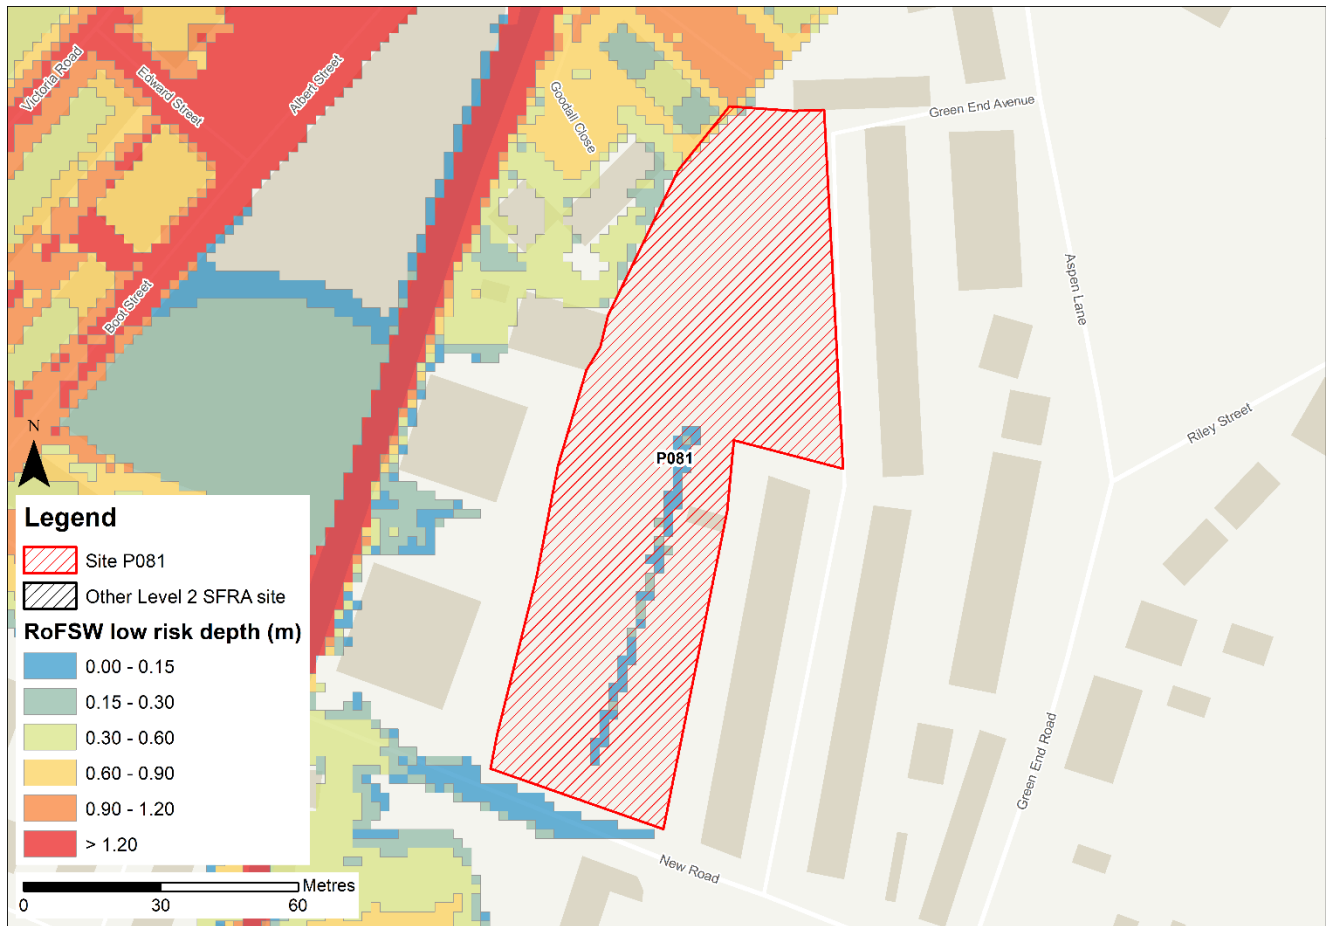 Victoria Road
Edward Street
Albert Street
Goodall Close
Green End Avenue
Aspen Lane
Boot Street
Riley Street
N
P081
Legend
Site P081
Other Level 2 SFRA site
RoFSW low risk depth (m)
0.00 - 0.15
0.15 - 0.30
0.30 - 0.60
0.60 - 0.90
0.90 - 1.20
> 1.20
Metres
0 30 60
New Road
Green End Road